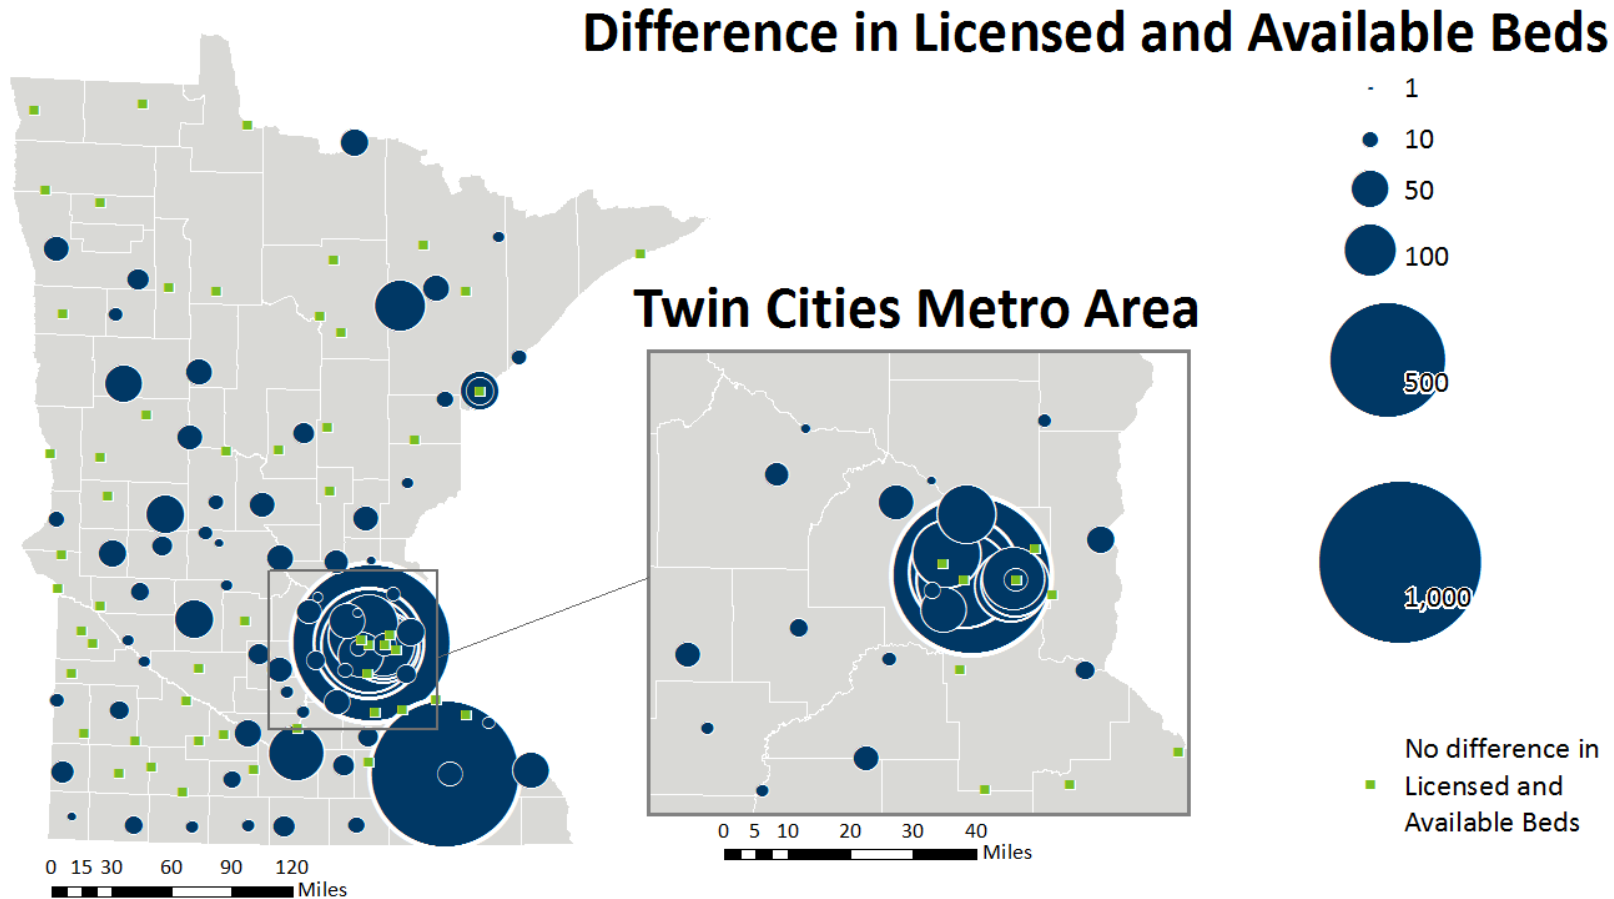 Difference in Licensed and Available Beds
1
10
50
100
500
1,000
No difference in
Licensed and
Available Beds
Twin Cities Metro Area
0 5 10 20 30 40
Miles
0 15 30 60 90 120
Miles